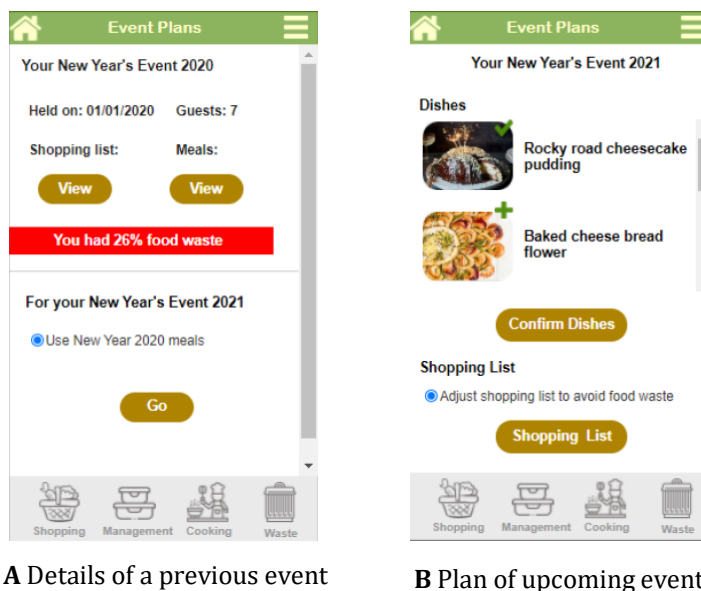 Event Plans
Your New Year's Event 2020
Held on: 01/01/2020 Guests: 7
Shopping list: Meals:
View View
You had 26% food waste
For your New Year's Event 2021
Use New Year 2020 meals
Go
Shopping Management Cooking Waste
A Details of a previous event
Event Plans
Your New Year's Event 2021
Dishes
Rocky road cheesecake
pudding
Baked cheese bread
flower
Confirm Dishes
Shopping List
Adjust shopping list to avoid food waste
Shopping List
Shopping Management Cooking Waste
B Plan of upcoming event